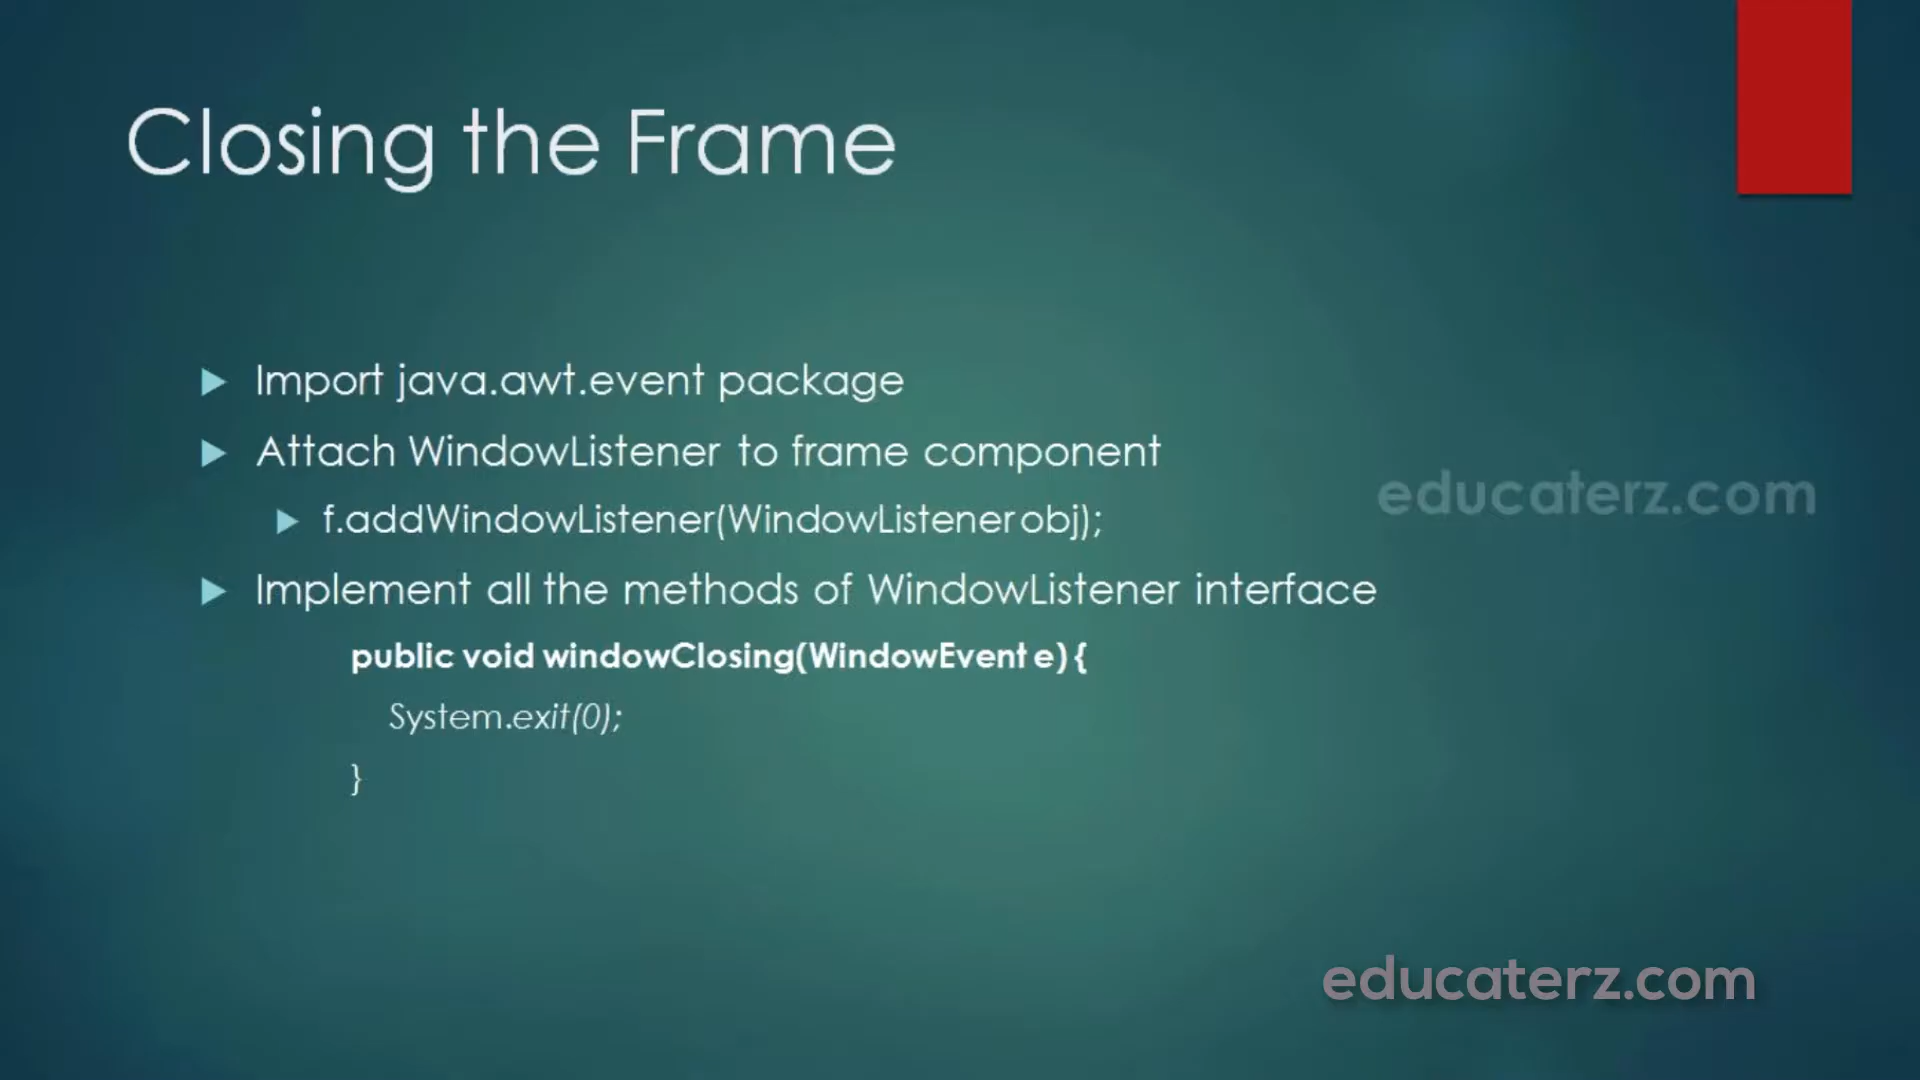 Closing the Frame
Import java.awt.event package
Attach WindowListener to frame component
f.addWindowListener(WindowListener obj);
educaterz.com
Implement all the methods of WindowListener interface
public void windowClosing(WindowEvent e) {
System.exit(0);
}
educaterz.com